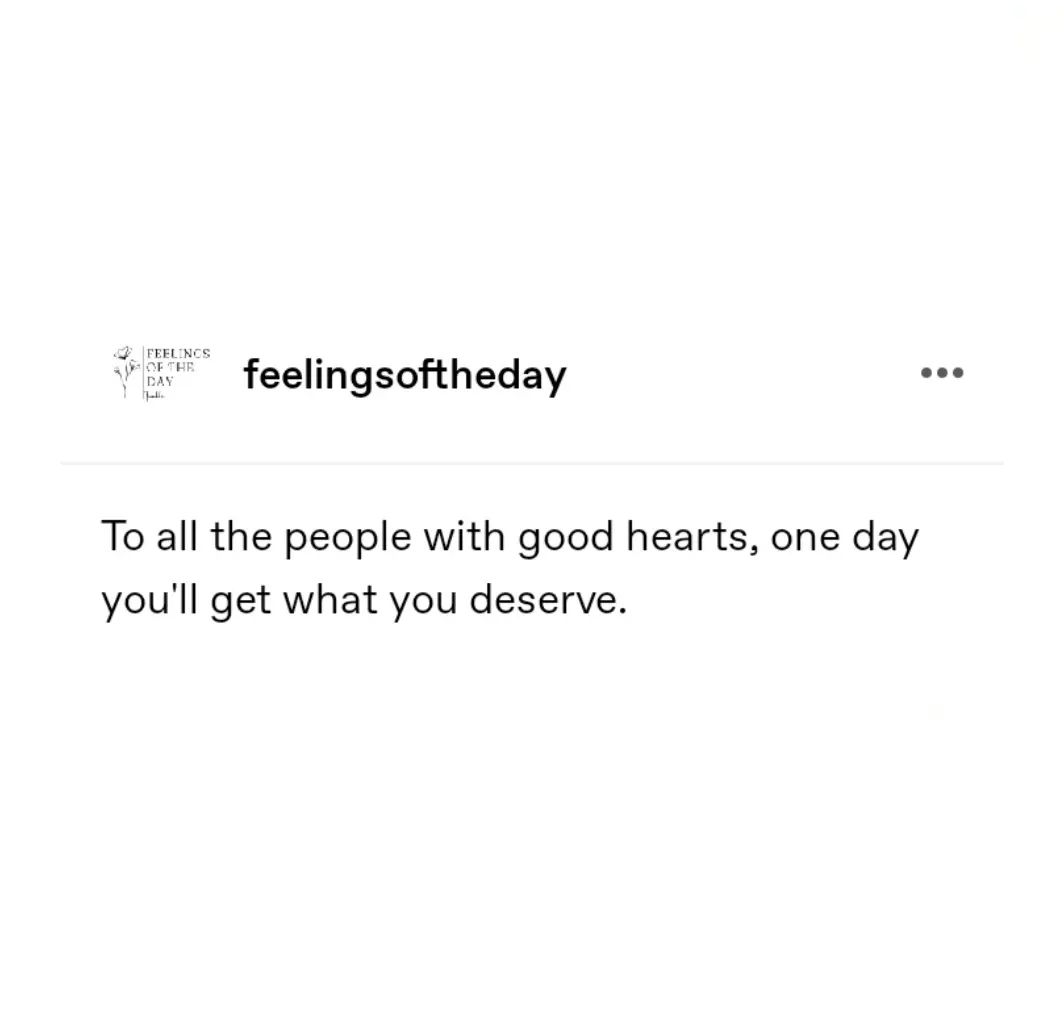 FEELINGS
OF THE
DAY
feelingsoftheday
To all the people with good hearts, one day
you'll get what you deserve.